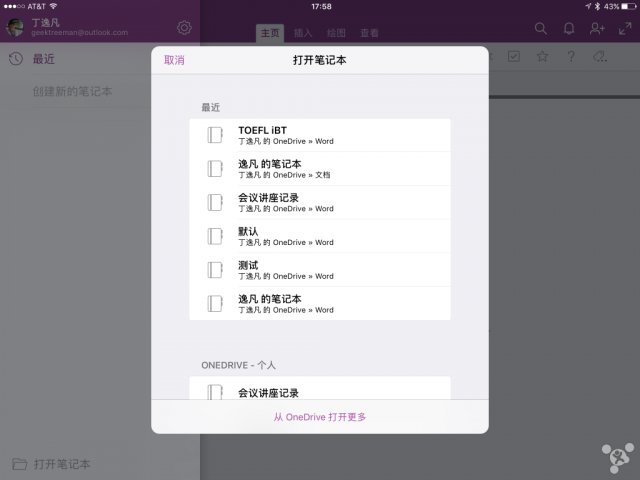 AT&T 17:58 43%
丁逸凡
geektreeman@outlook.com
主页 插入 绘图 查看
最近
创建新的笔记本
取消 打开笔记本
最近
TOEFL iBT
丁逸凡 的 OneDrive » Word
逸凡 的笔记本
丁逸凡 的 OneDrive » 文档
会议讲座记录
丁逸凡 的 OneDrive » Word
默认
丁逸凡 的 OneDrive » Word
测试
丁逸凡 的 OneDrive » Word
逸凡 的笔记本
丁逸凡 的 OneDrive » Word
ONEDRIVE - 个人
会议讲座记录
从 OneDrive 打开更多
打开笔记本